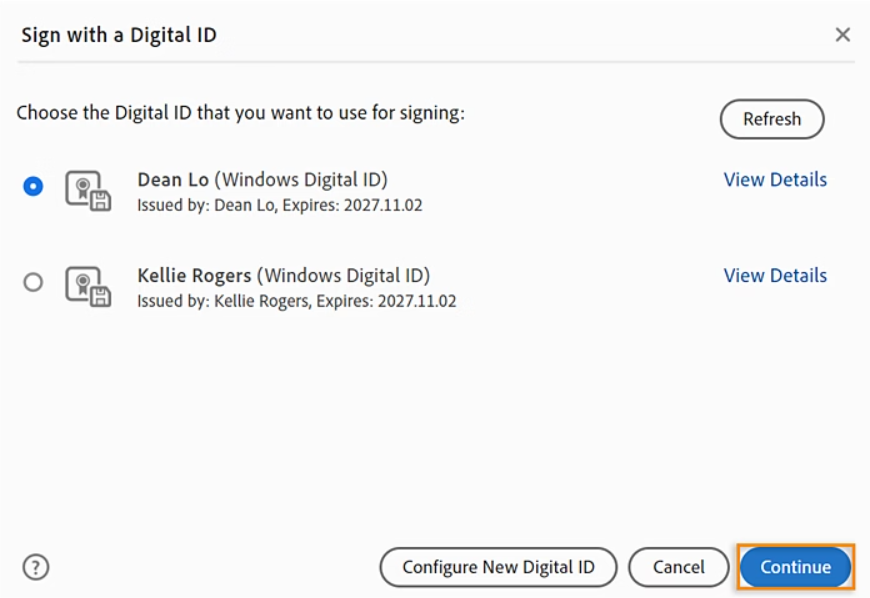 Sign with a Digital ID
Choose the Digital ID that you want to use for signing:
Refresh
Dean Lo (Windows Digital ID)
View Details
Issued by: Dean Lo, Expires: 2027.11.02
Kellie Rogers (Windows Digital ID)
View Details
Issued by: Kellie Rogers, Expires: 2027.11.02
?
Configure New Digital ID
Cancel
Continue